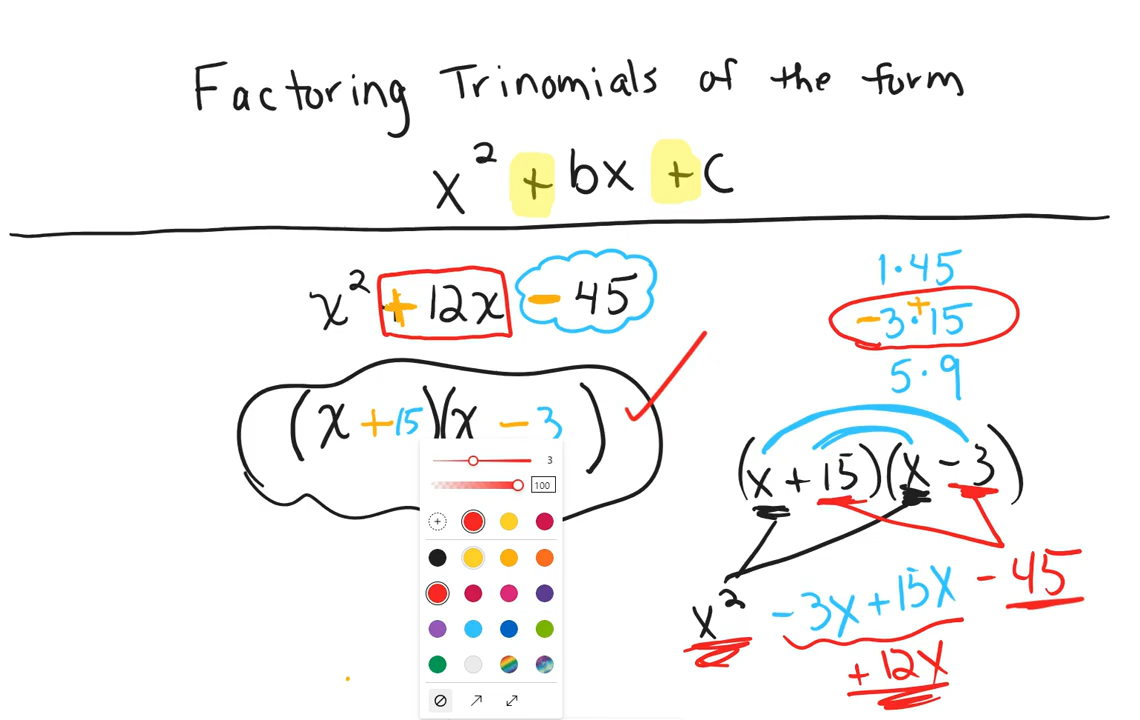 Factoring Trinomials of the form
x² + bx + c
x² + 12x - 45
1·45
-3·+15
5·9
(x +15)(x - 3)
(x + 15)(x - 3)
x² -3x+15x - 45
+12x
3
100